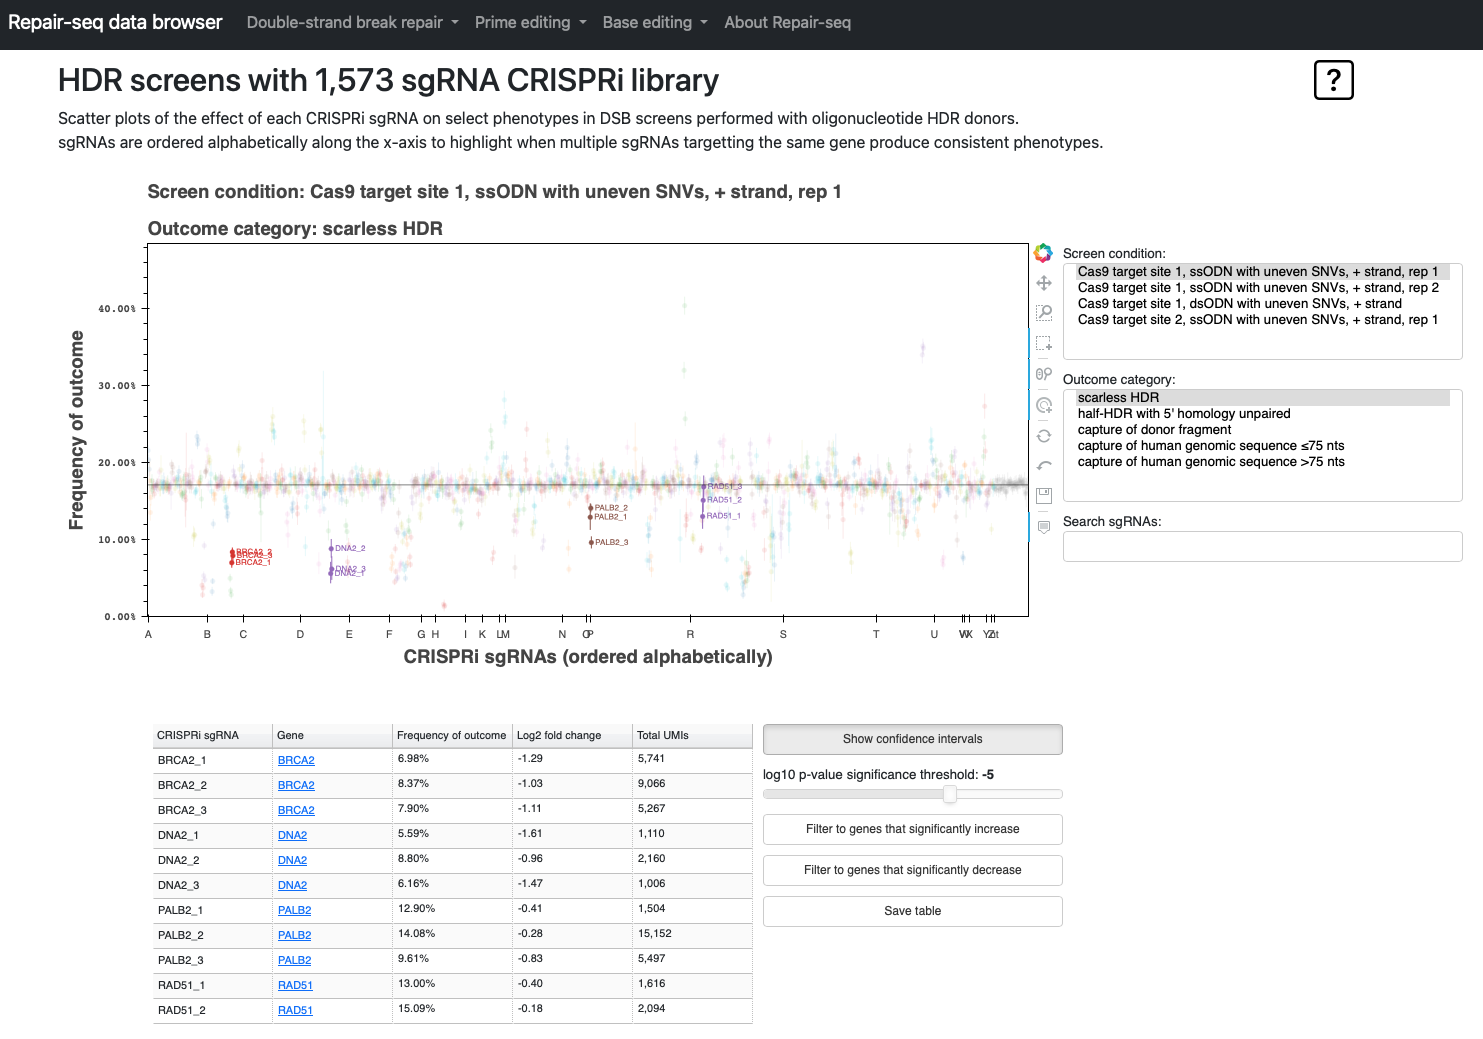 Repair-seq data browser Double-strand break repair Prime editing Base editing About Repair-seq
HDR screens with 1,573 sgRNA CRISPRi library
?
Scatter plots of the effect of each CRISPRi sgRNA on select phenotypes in DSB screens performed with oligonucleotide HDR donors.
sgRNAs are ordered alphabetically along the x-axis to highlight when multiple sgRNAs targetting the same gene produce consistent phenotypes.
Screen condition: Cas9 target site 1, ssODN with uneven SNVs, + strand, rep 1
Outcome category: scarless HDR
Frequency of outcome
40.00%
30.00%
20.00%
10.00%
0.00%
BRCA2_2
BRCA2_3
BRCA2_1
DNA2_2
DNA2_3
DNA2_1
PALB2_2
PALB2_1
PALB2_3
RAD51_3
RAD51_2
RAD51_1
A B C D E F G H I K L M N O P R S T U V W X Y Z nt
CRISPRi sgRNAs (ordered alphabetically)
Screen condition:
Cas9 target site 1, ssODN with uneven SNVs, + strand, rep 1
Cas9 target site 1, ssODN with uneven SNVs, + strand, rep 2
Cas9 target site 1, dsODN with uneven SNVs, + strand
Cas9 target site 2, ssODN with uneven SNVs, + strand, rep 1
Outcome category:
scarless HDR
half-HDR with 5' homology unpaired
capture of donor fragment
capture of human genomic sequence ≤75 nts
capture of human genomic sequence >75 nts
Search sgRNAs:
CRISPRi sgRNA Gene Frequency of outcome Log2 fold change Total UMIs
BRCA2_1 BRCA2 6.98% -1.29 5,741
BRCA2_2 BRCA2 8.37% -1.03 9,066
BRCA2_3 BRCA2 7.90% -1.11 5,267
DNA2_1 DNA2 5.59% -1.61 1,110
DNA2_2 DNA2 8.80% -0.96 2,160
DNA2_3 DNA2 6.16% -1.47 1,006
PALB2_1 PALB2 12.90% -0.41 1,504
PALB2_2 PALB2 14.08% -0.28 15,152
PALB2_3 PALB2 9.61% -0.83 5,497
RAD51_1 RAD51 13.00% -0.40 1,616
RAD51_2 RAD51 15.09% -0.18 2,094
Show confidence intervals
log10 p-value significance threshold: -5
Filter to genes that significantly increase
Filter to genes that significantly decrease
Save table